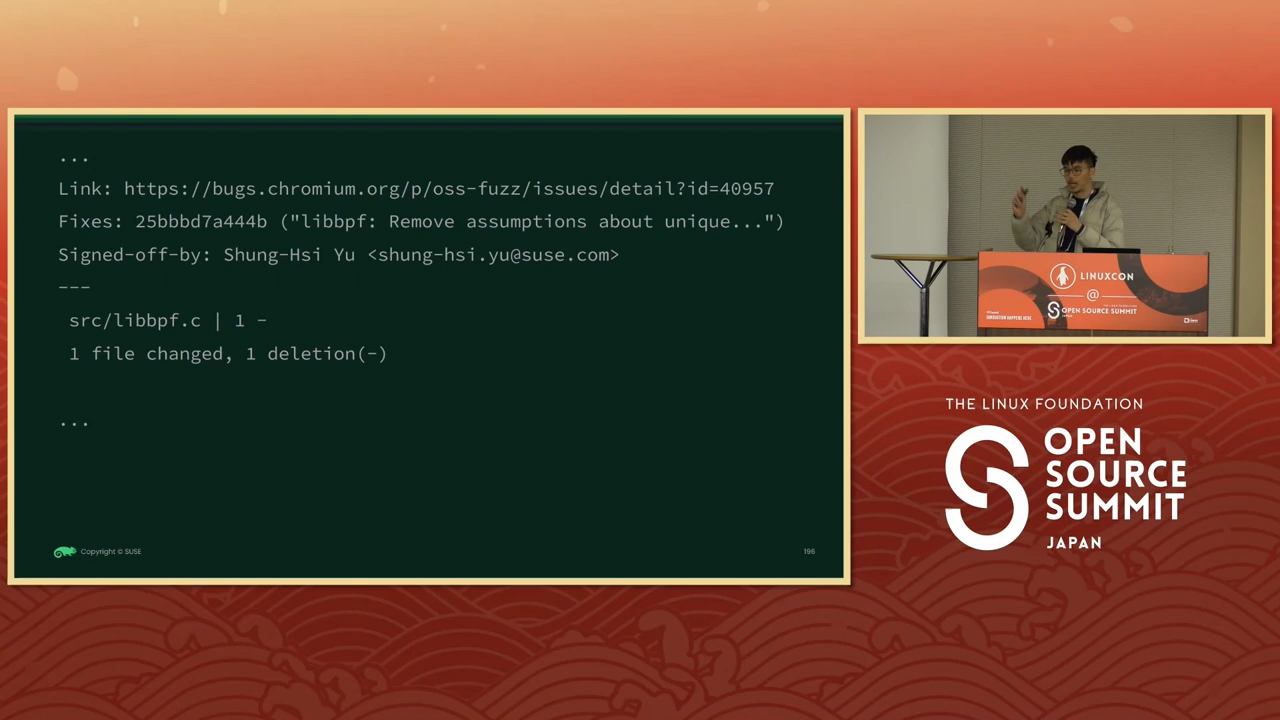 ...
Link: https://bugs.chromium.org/p/oss-fuzz/issues/detail?id=40957
Fixes: 25bbbd7a444b ("libbpf: Remove assumptions about unique...")
Signed-off-by: Shung-Hsi Yu <shung-hsi.yu@suse.com>
---
src/libbpf.c | 1 -
1 file changed, 1 deletion(-)
...
Copyright © SUSE
196
LINUXCON
@
OPEN SOURCE SUMMIT
THE LINUX FOUNDATION
OPEN
SOURCE
SUMMIT
JAPAN